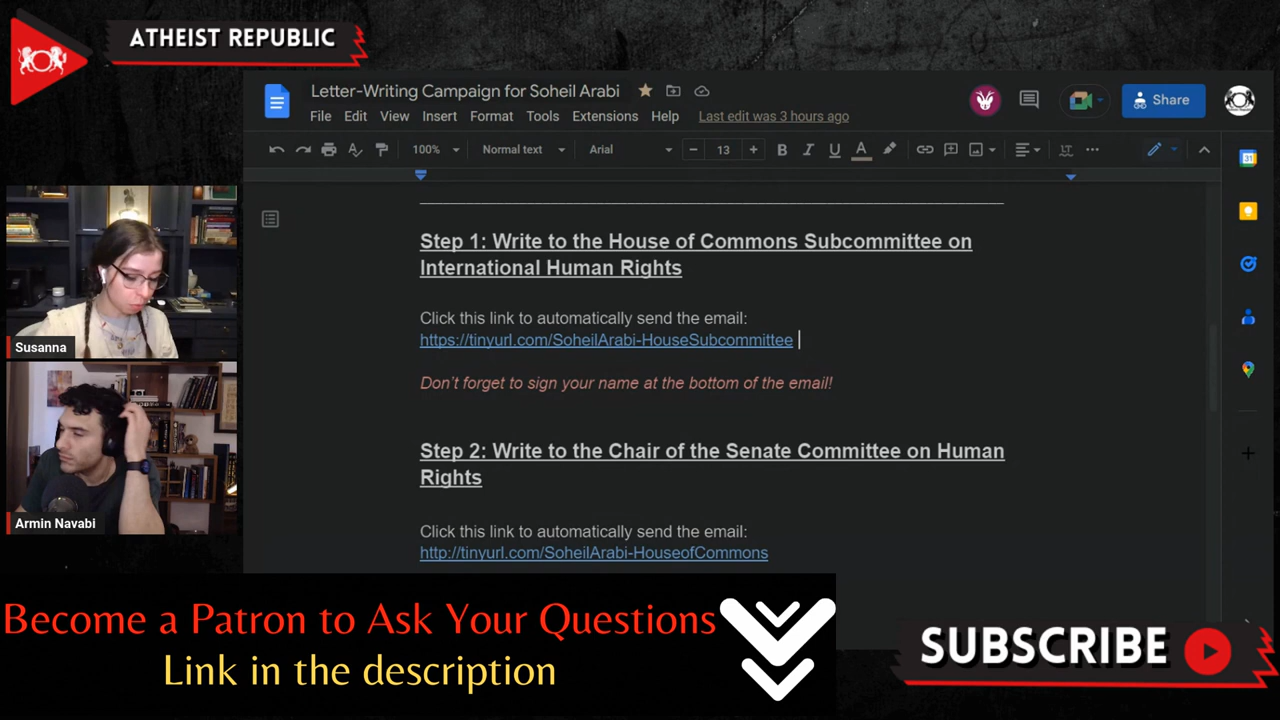 ATHEIST REPUBLIC
Letter-Writing Campaign for Soheil Arabi
Share
File Edit View Insert Format Tools Extensions Help Last edit was 3 hours ago
100% Normal text Arial − 13 + B I U A
31
Step 1: Write to the House of Commons Subcommittee on
International Human Rights
Click this link to automatically send the email:
https://tinyurl.com/SoheilArabi-HouseSubcommittee
Don’t forget to sign your name at the bottom of the email!
Step 2: Write to the Chair of the Senate Committee on Human
Rights
Click this link to automatically send the email:
http://tinyurl.com/SoheilArabi-HouseofCommons
Susanna
Armin Navabi
Become a Patron to Ask Your Questions
Link in the description
SUBSCRIBE